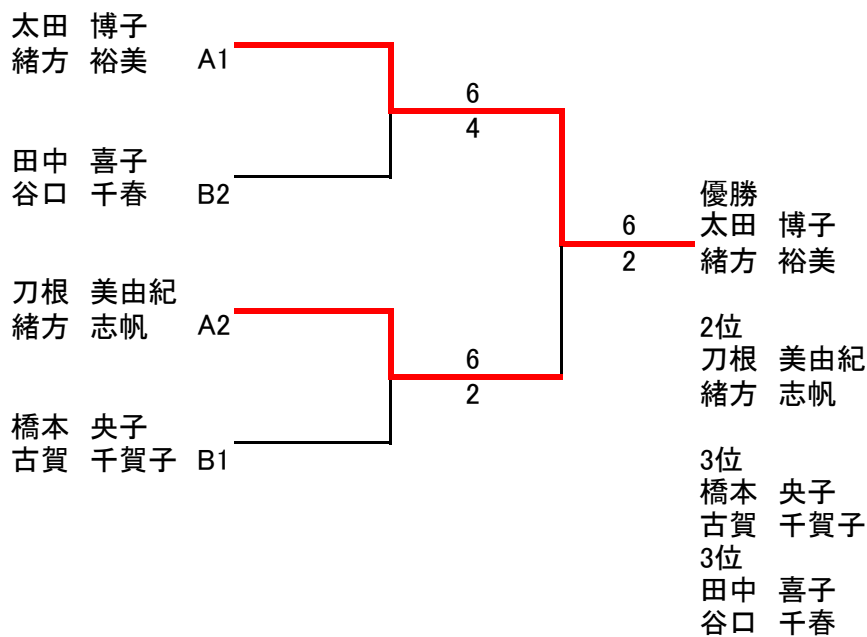 太田 博子
緒方 裕美 A1
田中 喜子
谷口 千春 B2
刀根 美由紀
緒方 志帆 A2
橋本 央子
古賀 千賀子 B1
6
4
6
2
6
2
優勝
太田 博子
緒方 裕美
2位
刀根 美由紀
緒方 志帆
3位
橋本 央子
古賀 千賀子
3位
田中 喜子
谷口 千春